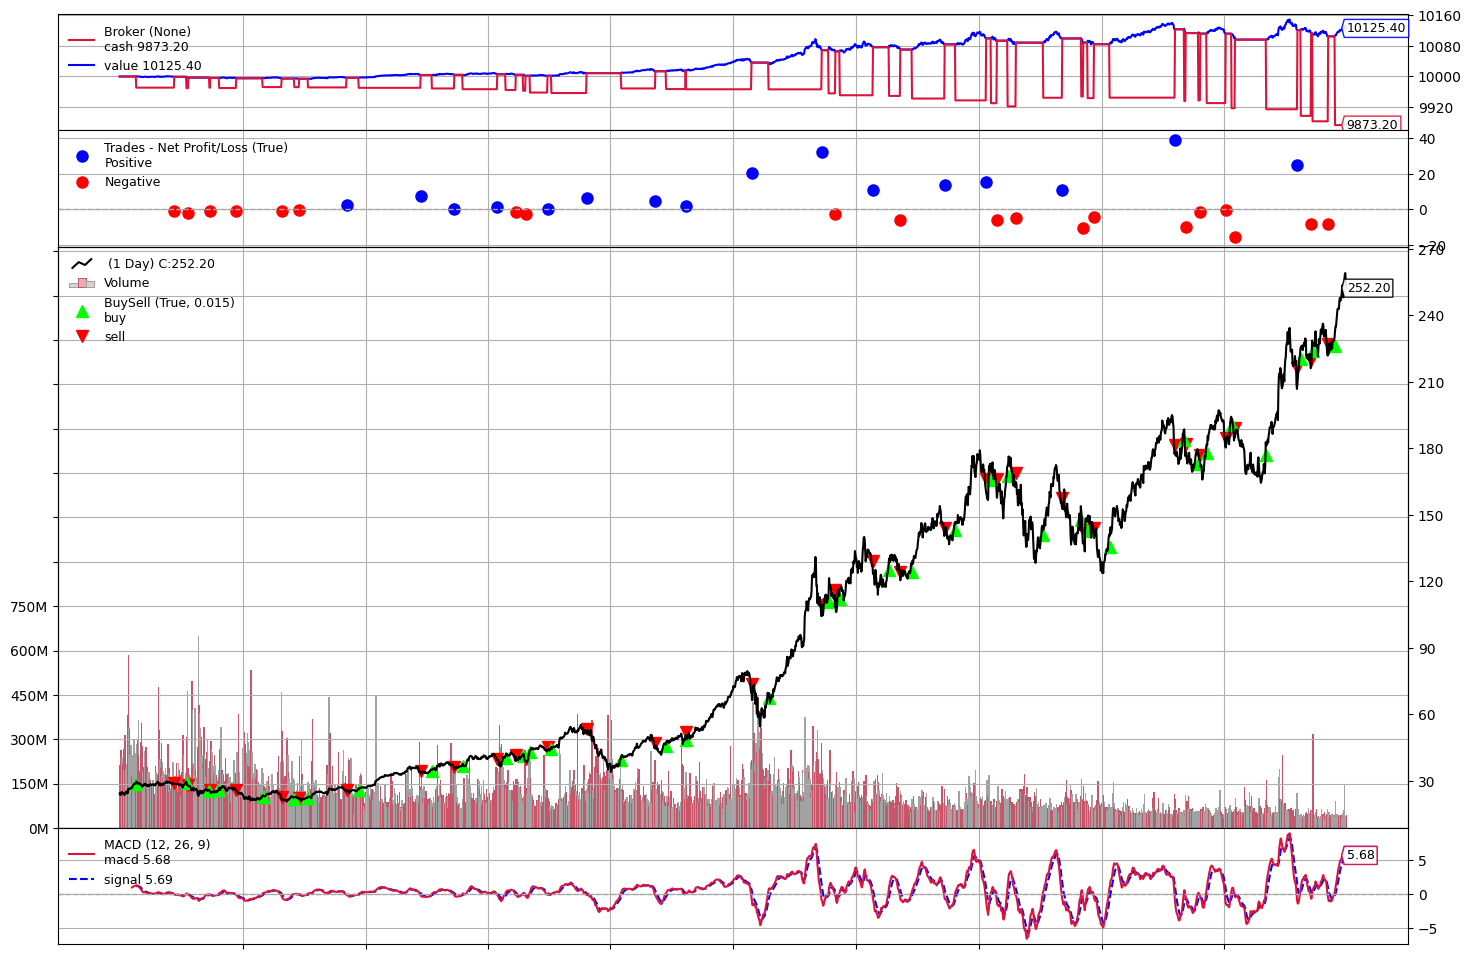 Broker (None)
cash 9873.20
value 10125.40
10160
10125.40
10080
10000
9920
9873.20
Trades - Net Profit/Loss (True)
Positive
Negative
40
20
0
−20
(1 Day) C:252.20
Volume
BuySell (True, 0.015)
buy
sell
270
252.20
240
210
180
150
120
90
60
30
750M
600M
450M
300M
150M
0M
MACD (12, 26, 9)
macd 5.68
signal 5.69
5.68
5
0
−5